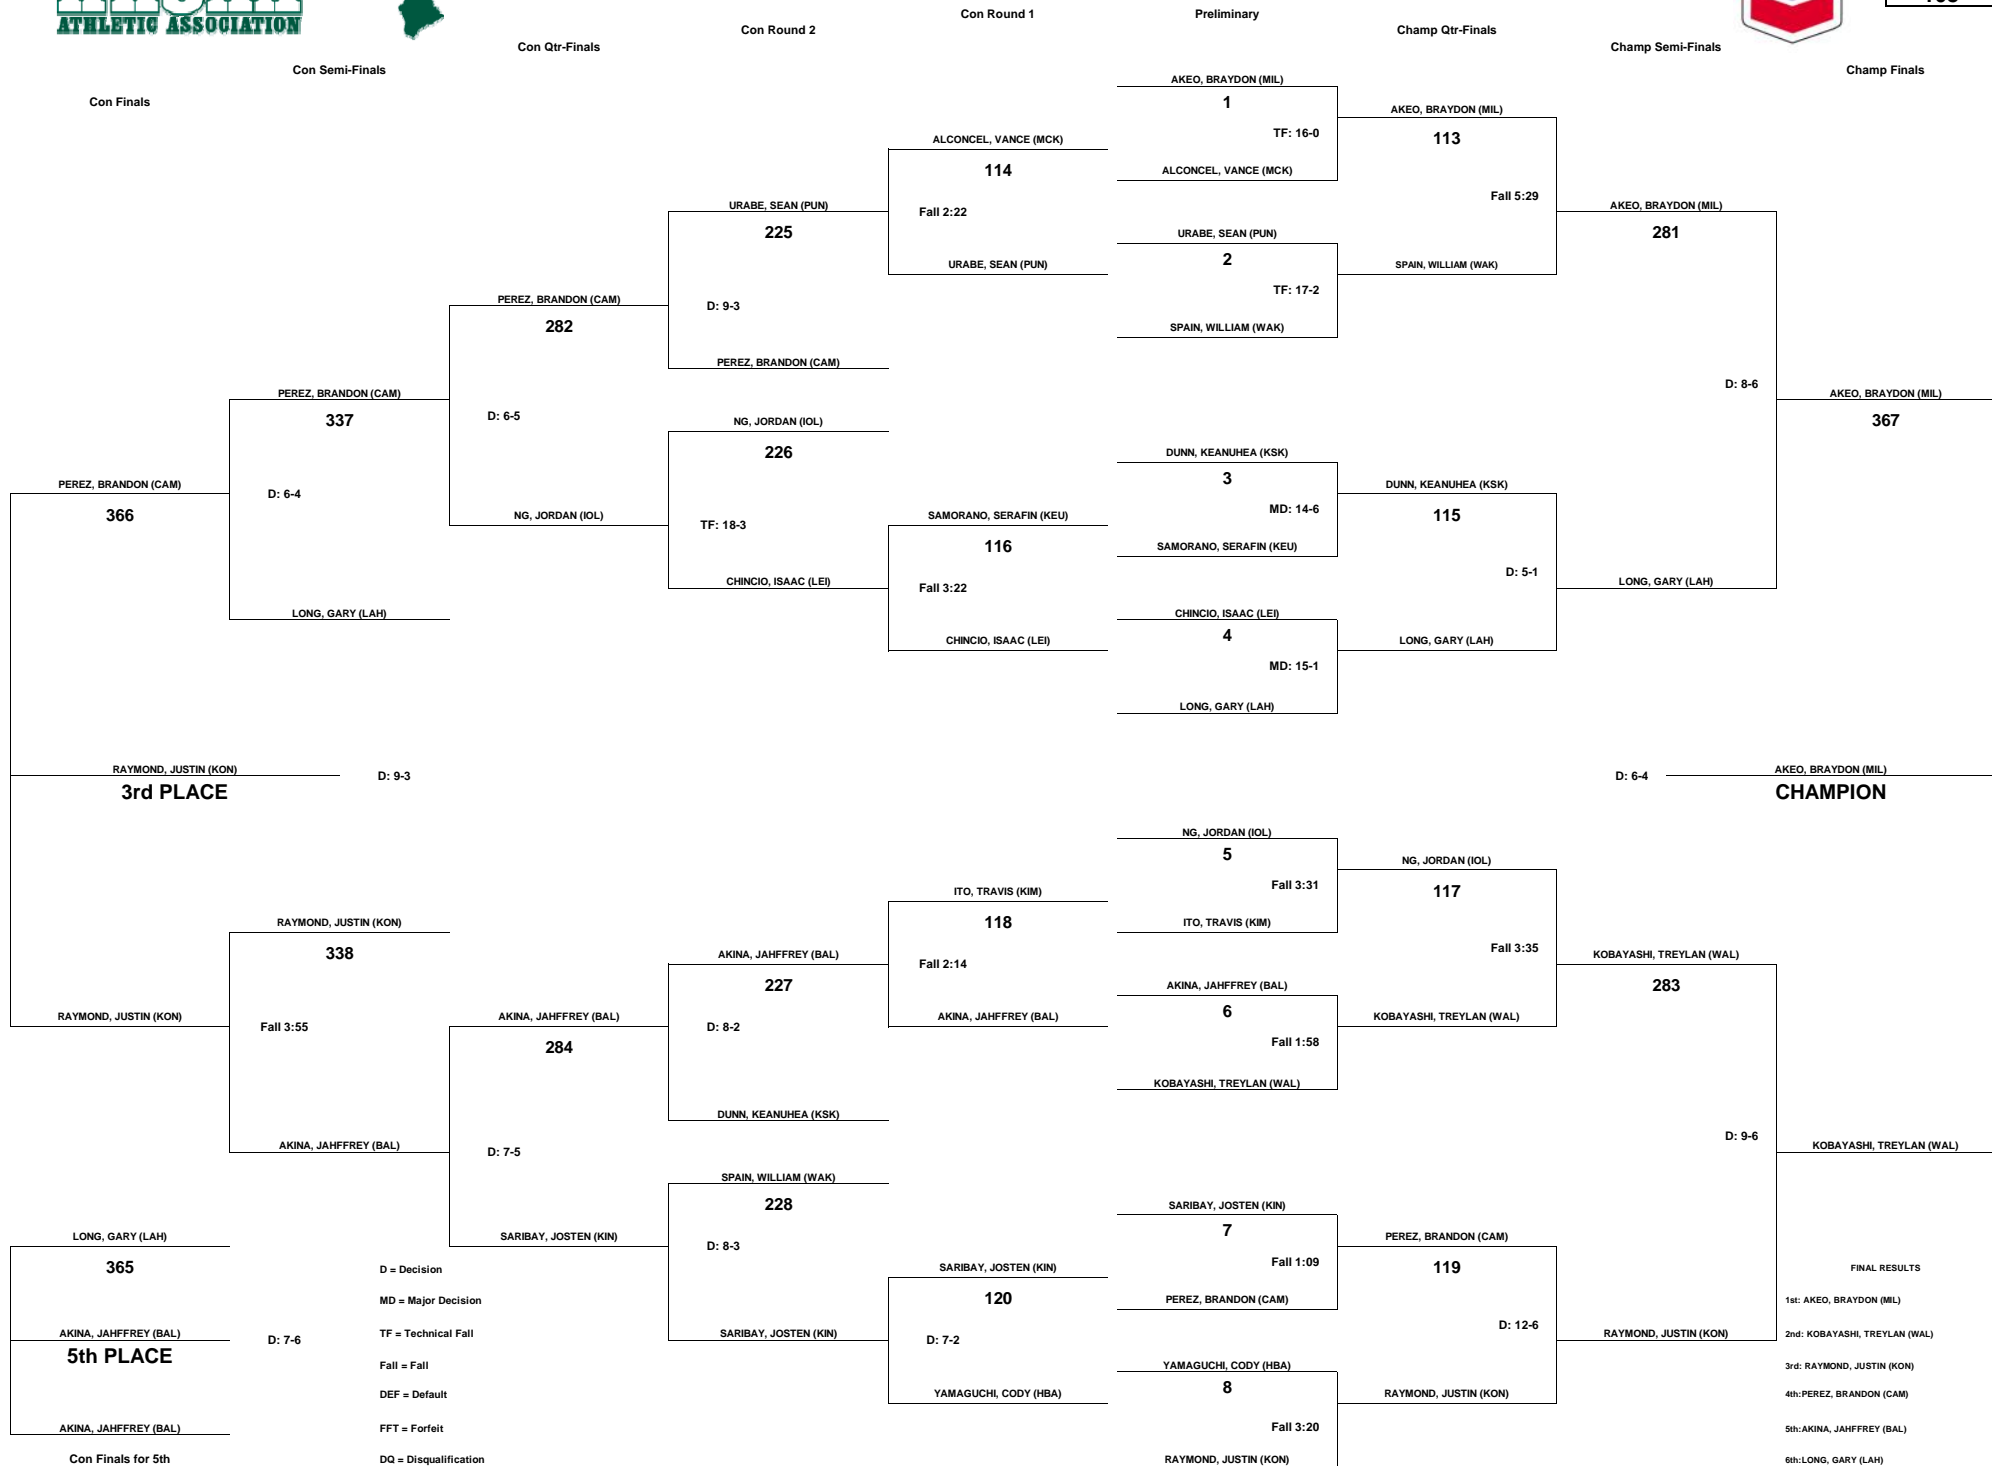 ATHLETIC ASSOCIATION
Con Round 1
Preliminary
Con Round 2
Champ Qtr-Finals
Con Qtr-Finals
Champ Semi-Finals
Con Semi-Finals
Champ Finals
Con Finals
AKEO, BRAYDON (MIL)
1
TF: 16-0
ALCONCEL, VANCE (MCK)
URABE, SEAN (PUN)
2
TF: 17-2
SPAIN, WILLIAM (WAK)
DUNN, KEANUHEA (KSK)
3
MD: 14-6
SAMORANO, SERAFIN (KEU)
CHINCIO, ISAAC (LEI)
4
MD: 15-1
LONG, GARY (LAH)
NG, JORDAN (IOL)
5
Fall 3:31
ITO, TRAVIS (KIM)
AKINA, JAHFFREY (BAL)
6
Fall 1:58
KOBAYASHI, TREYLAN (WAL)
SARIBAY, JOSTEN (KIN)
7
Fall 1:09
PEREZ, BRANDON (CAM)
YAMAGUCHI, CODY (HBA)
8
Fall 3:20
RAYMOND, JUSTIN (KON)
AKEO, BRAYDON (MIL)
113
Fall 5:29
SPAIN, WILLIAM (WAK)
DUNN, KEANUHEA (KSK)
115
D: 5-1
LONG, GARY (LAH)
NG, JORDAN (IOL)
117
Fall 3:35
KOBAYASHI, TREYLAN (WAL)
PEREZ, BRANDON (CAM)
119
D: 12-6
RAYMOND, JUSTIN (KON)
AKEO, BRAYDON (MIL)
281
D: 8-6
LONG, GARY (LAH)
KOBAYASHI, TREYLAN (WAL)
283
D: 9-6
RAYMOND, JUSTIN (KON)
AKEO, BRAYDON (MIL)
367
D: 6-4
AKEO, BRAYDON (MIL)
CHAMPION
KOBAYASHI, TREYLAN (WAL)
ALCONCEL, VANCE (MCK)
114
Fall 2:22
URABE, SEAN (PUN)
SAMORANO, SERAFIN (KEU)
116
Fall 3:22
CHINCIO, ISAAC (LEI)
ITO, TRAVIS (KIM)
118
Fall 2:14
AKINA, JAHFFREY (BAL)
SARIBAY, JOSTEN (KIN)
120
D: 7-2
YAMAGUCHI, CODY (HBA)
URABE, SEAN (PUN)
225
D: 9-3
PEREZ, BRANDON (CAM)
NG, JORDAN (IOL)
226
TF: 18-3
CHINCIO, ISAAC (LEI)
AKINA, JAHFFREY (BAL)
227
D: 8-2
DUNN, KEANUHEA (KSK)
SPAIN, WILLIAM (WAK)
228
D: 8-3
SARIBAY, JOSTEN (KIN)
PEREZ, BRANDON (CAM)
282
D: 6-5
NG, JORDAN (IOL)
AKINA, JAHFFREY (BAL)
284
D: 7-5
SARIBAY, JOSTEN (KIN)
PEREZ, BRANDON (CAM)
337
D: 6-4
LONG, GARY (LAH)
RAYMOND, JUSTIN (KON)
338
Fall 3:55
AKINA, JAHFFREY (BAL)
PEREZ, BRANDON (CAM)
366
RAYMOND, JUSTIN (KON)
D: 9-3
3rd PLACE
RAYMOND, JUSTIN (KON)
LONG, GARY (LAH)
365
AKINA, JAHFFREY (BAL)
D: 7-6
5th PLACE
AKINA, JAHFFREY (BAL)
Con Finals for 5th
D = Decision
MD = Major Decision
TF = Technical Fall
Fall = Fall
DEF = Default
FFT = Forfeit
DQ = Disqualification
FINAL RESULTS
1st: AKEO, BRAYDON (MIL)
2nd: KOBAYASHI, TREYLAN (WAL)
3rd: RAYMOND, JUSTIN (KON)
4th:PEREZ, BRANDON (CAM)
5th:AKINA, JAHFFREY (BAL)
6th:LONG, GARY (LAH)